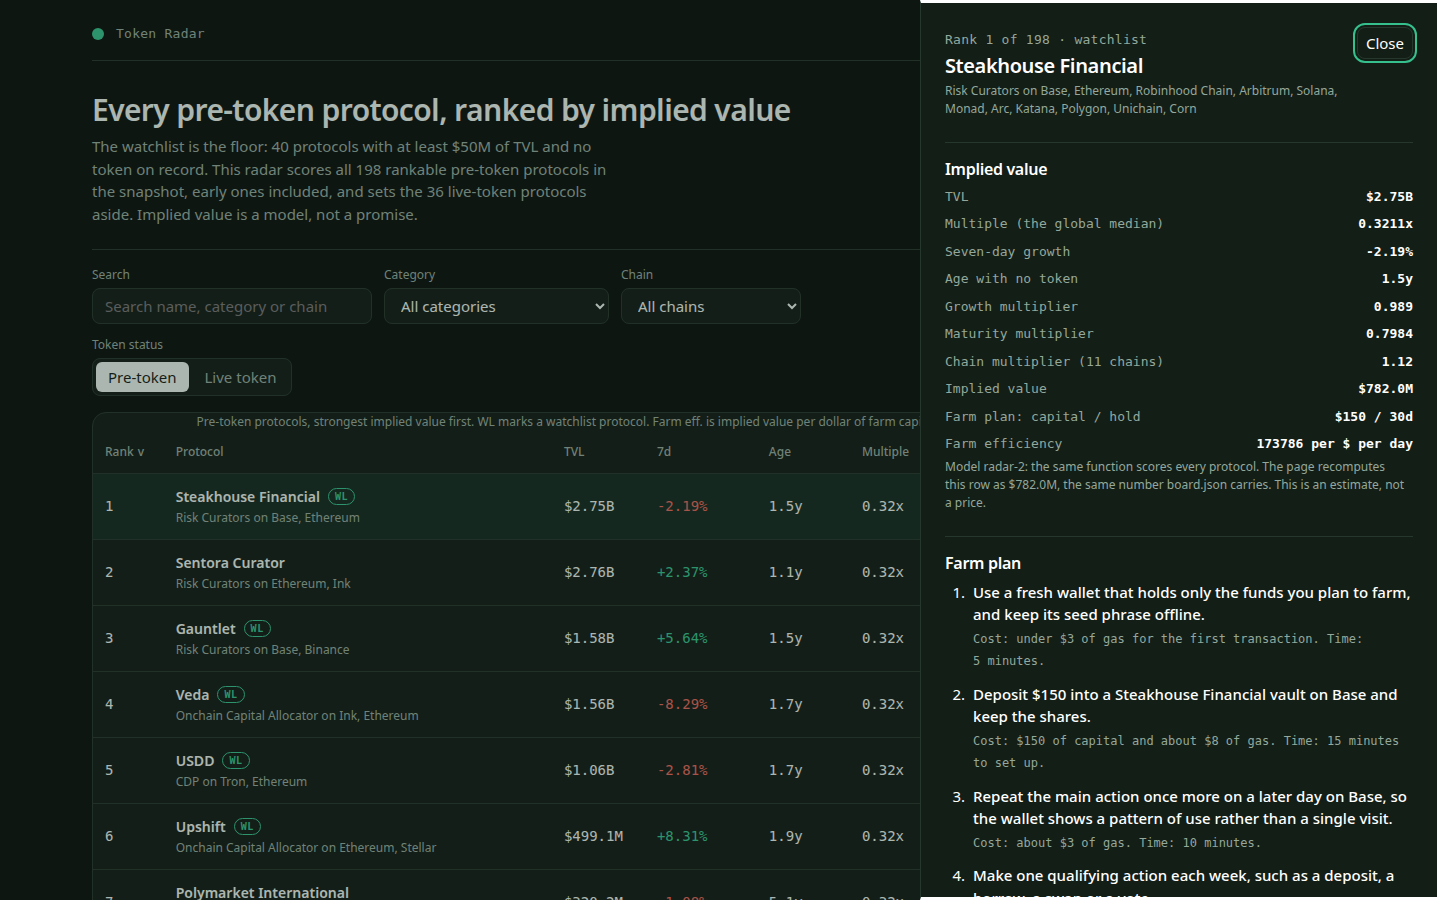 Token Radar
Every pre-token protocol, ranked by implied value
The watchlist is the floor: 40 protocols with at least $50M of TVL and no
token on record. This radar scores all 198 rankable pre-token protocols in
the snapshot, early ones included, and sets the 36 live-token protocols
aside. Implied value is a model, not a promise.
Search
Category
Chain
Search name, category or chain
All categories
All chains
Token status
Pre-token
Live token
Pre-token protocols, strongest implied value first. WL marks a watchlist protocol. Farm eff. is implied value per dollar of farm
Rank v Protocol TVL 7d Age Multiple
1 Steakhouse Financial WL $2.75B -2.19% 1.5y 0.32x
Risk Curators on Base, Ethereum
2 Sentora Curator $2.76B +2.37% 1.1y 0.32x
Risk Curators on Ethereum, Ink
3 Gauntlet WL $1.58B +5.64% 1.5y 0.32x
Risk Curators on Base, Binance
4 Veda WL $1.56B -8.29% 1.7y 0.32x
Onchain Capital Allocator on Ink, Ethereum
5 USDD WL $1.06B -2.81% 1.7y 0.32x
CDP on Tron, Ethereum
6 Upshift WL $499.1M +8.31% 1.9y 0.32x
Onchain Capital Allocator on Ethereum, Stellar
Polymarket International
Rank 1 of 198 · watchlist
Close
Steakhouse Financial
Risk Curators on Base, Ethereum, Robinhood Chain, Arbitrum, Solana,
Monad, Arc, Katana, Polygon, Unichain, Corn
Implied value
TVL $2.75B
Multiple (the global median) 0.3211x
Seven-day growth -2.19%
Age with no token 1.5y
Growth multiplier 0.989
Maturity multiplier 0.7984
Chain multiplier (11 chains) 1.12
Implied value $782.0M
Farm plan: capital / hold $150 / 30d
Farm efficiency 173786 per $ per day
Model radar-2: the same function scores every protocol. The page recomputes
this row as $782.0M, the same number board.json carries. This is an estimate, not
a price.
Farm plan
1. Use a fresh wallet that holds only the funds you plan to farm,
and keep its seed phrase offline.
Cost: under $3 of gas for the first transaction. Time:
5 minutes.
2. Deposit $150 into a Steakhouse Financial vault on Base and
keep the shares.
Cost: $150 of capital and about $8 of gas. Time: 15 minutes
to set up.
3. Repeat the main action once more on a later day on Base, so
the wallet shows a pattern of use rather than a single visit.
Cost: about $3 of gas. Time: 10 minutes.
4. Make one qualifying action each week, such as a deposit, a